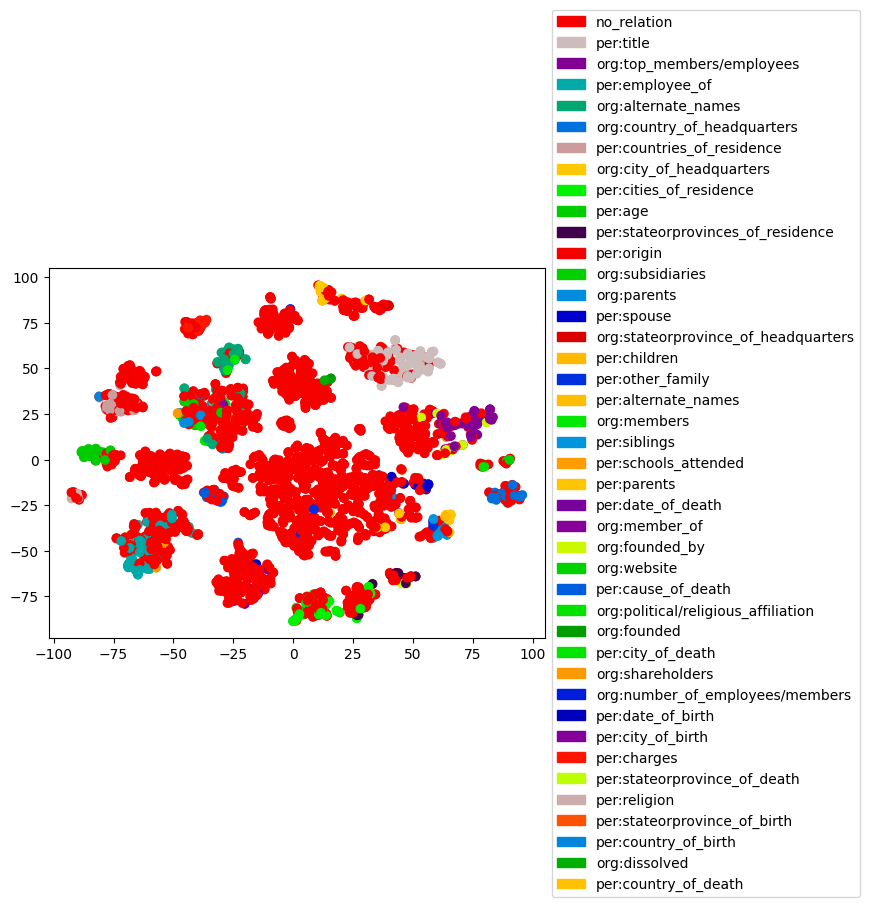 no_relation
per:title
org:top_members/employees
per:employee_of
org:alternate_names
org:country_of_headquarters
per:countries_of_residence
org:city_of_headquarters
per:cities_of_residence
per:age
per:stateorprovinces_of_residence
per:origin
org:subsidiaries
org:parents
per:spouse
org:stateorprovince_of_headquarters
per:children
per:other_family
per:alternate_names
org:members
per:siblings
per:schools_attended
per:parents
per:date_of_death
org:member_of
org:founded_by
org:website
per:cause_of_death
org:political/religious_affiliation
org:founded
per:city_of_death
org:shareholders
org:number_of_employees/members
per:date_of_birth
per:city_of_birth
per:charges
per:stateorprovince_of_death
per:religion
per:stateorprovince_of_birth
per:country_of_birth
org:dissolved
per:country_of_death
100
75
50
25
0
−25
−50
−75
−100 −75 −50 −25 0 25 50 75 100